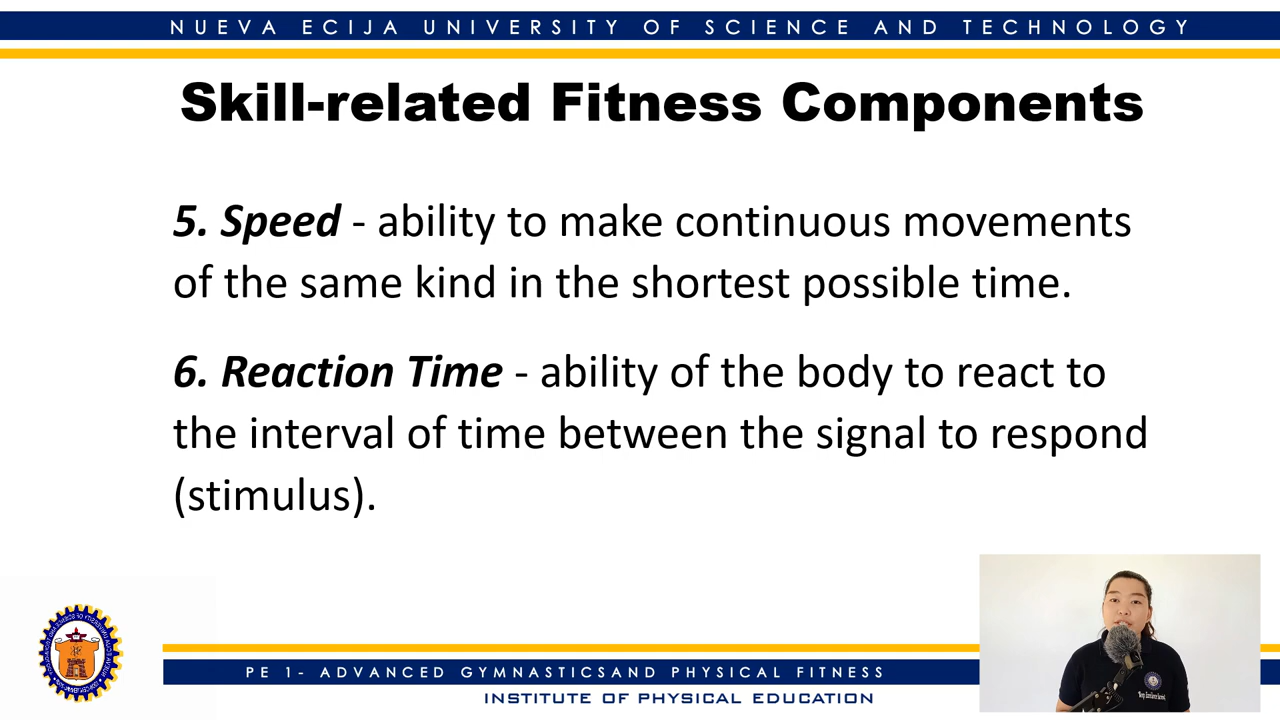 NUEVA ECIJA UNIVERSITY OF SCIENCE AND TECHNOLOGY
Skill-related Fitness Components
5. Speed - ability to make continuous movements
of the same kind in the shortest possible time.
6. Reaction Time - ability of the body to react to
the interval of time between the signal to respond
(stimulus).
PE 1- ADVANCED GYMNASTICSAND PHYSICAL FITNESS
INSTITUTE OF PHYSICAL EDUCATION